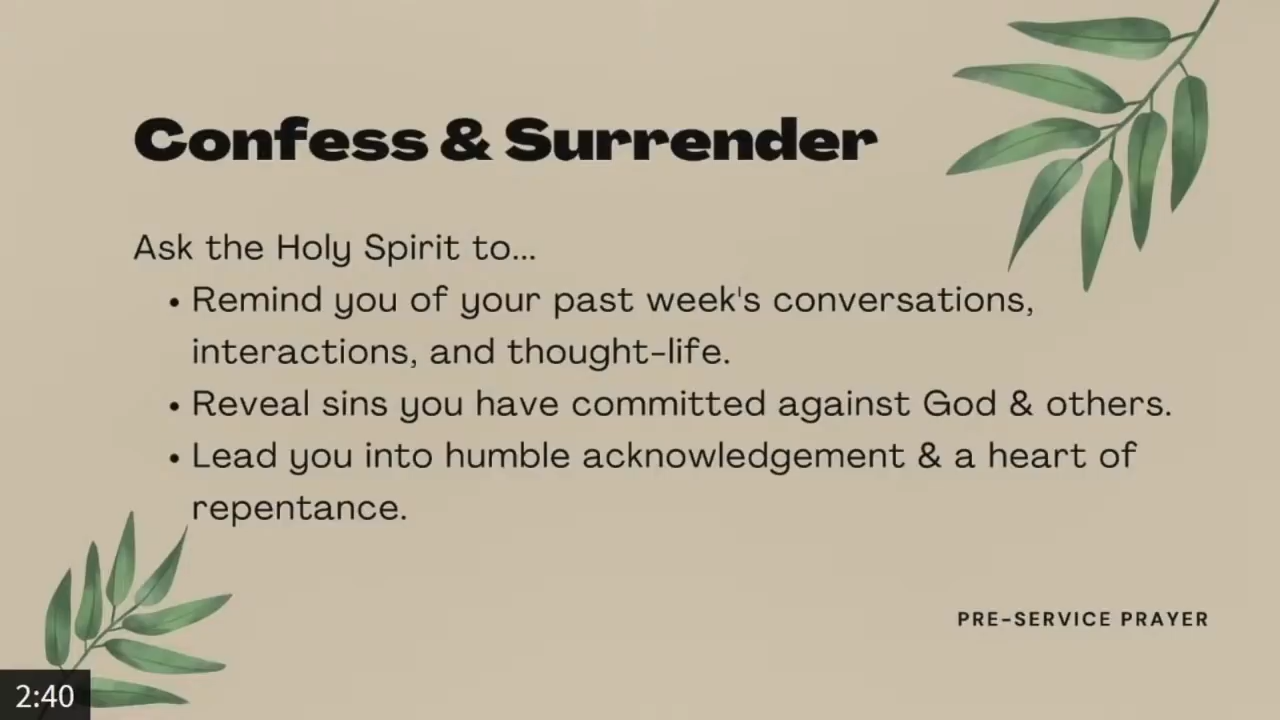 Confess & Surrender
Ask the Holy Spirit to...
• Remind you of your past week's conversations,
interactions, and thought-life.
• Reveal sins you have committed against God & others.
• Lead you into humble acknowledgement & a heart of
repentance.
PRE-SERVICE PRAYER
2:40